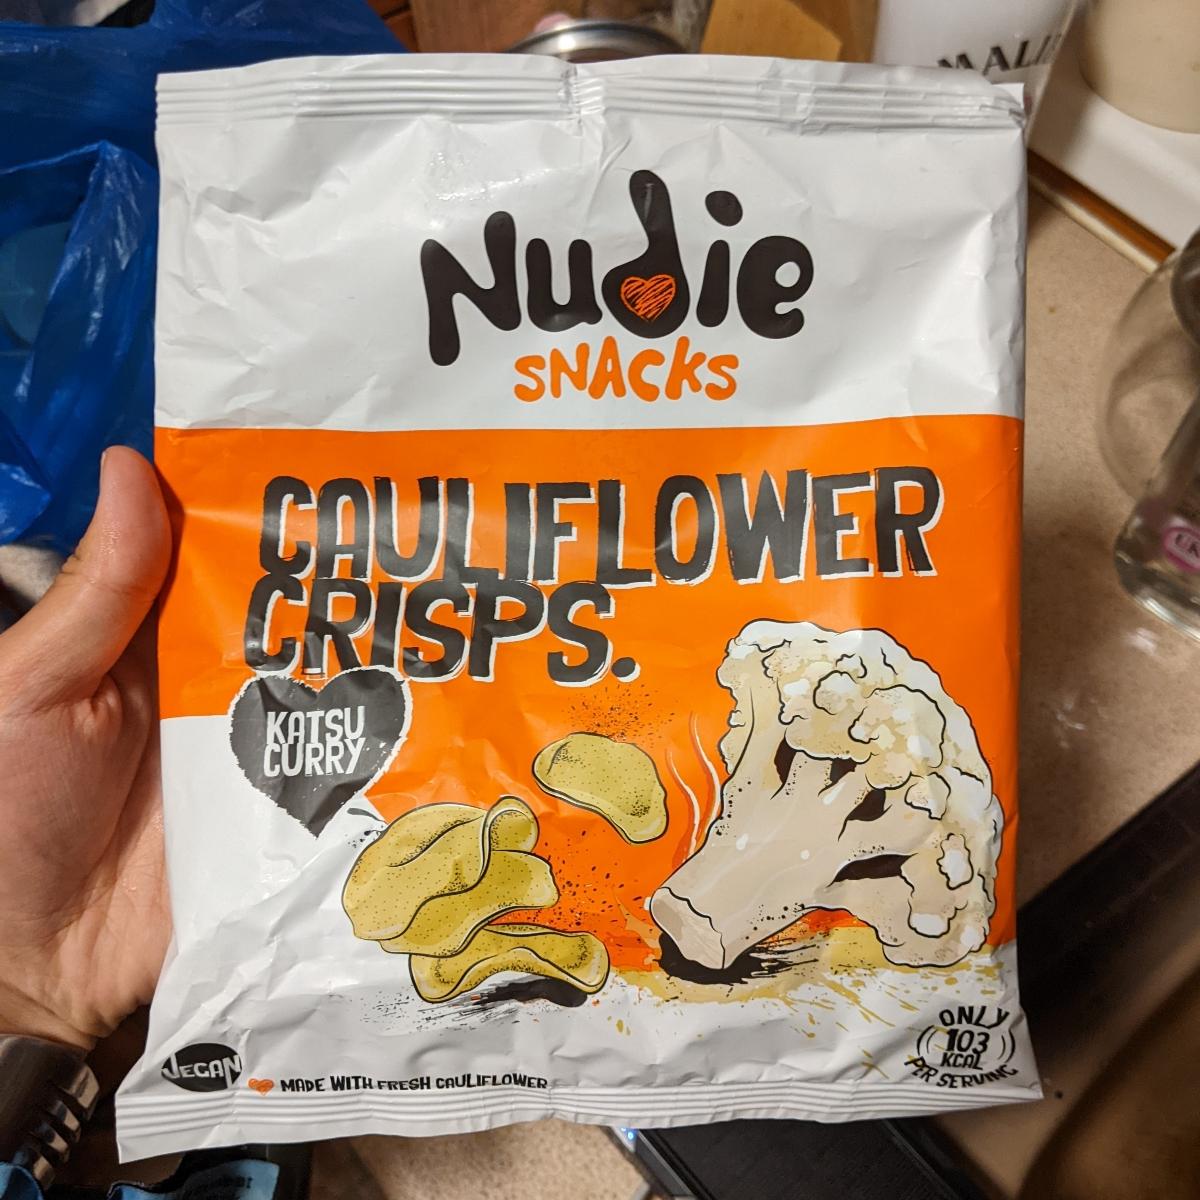 Nudie
SNACKS
CAULIFLOWER
CRISPS.
KATSU
CURRY
VEGAN
MADE WITH FRESH CAULIFLOWER
ONLY
103
KCAL
PER SERVING